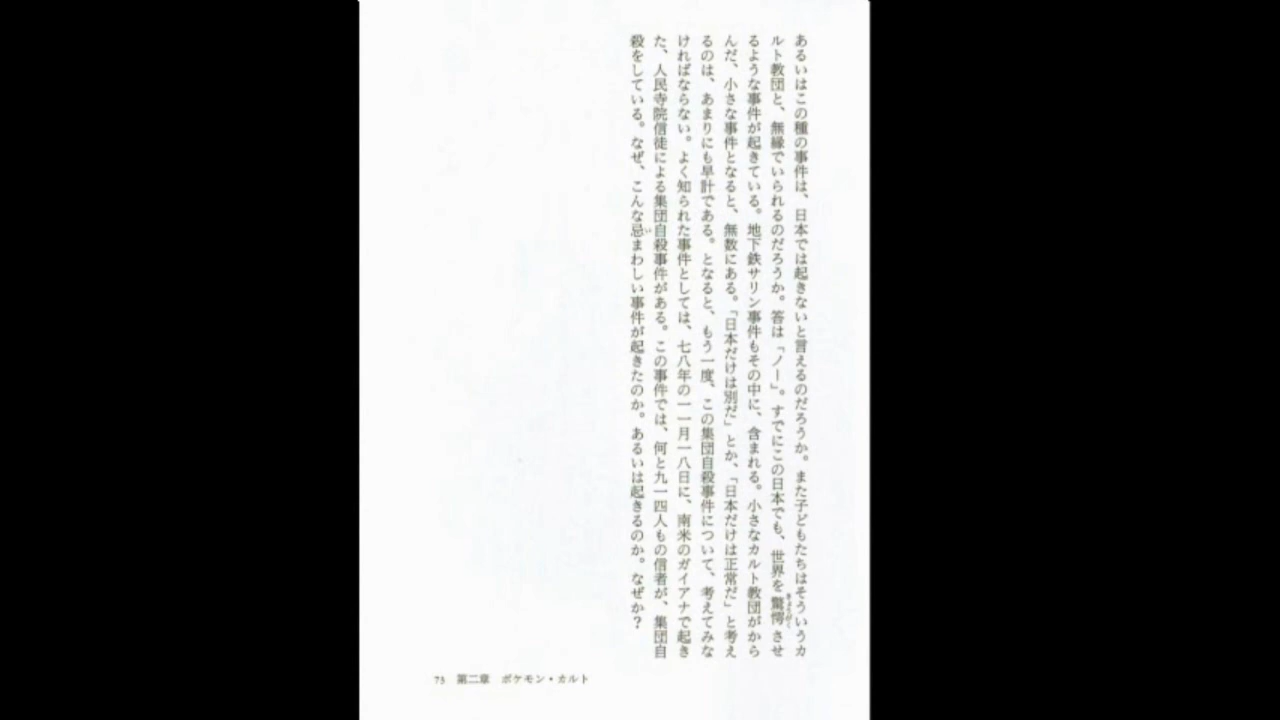 あるいはこの種の事件は、日本では起きないと言えるのだろうか。また子どもたちはそういうカ
ルト教団と、無縁でいられるのだろうか。答は「ノー」。すでにこの日本でも、世界を驚愕させ
るような事件が起きている。地下鉄サリン事件もその中に、含まれる。小さなカルト教団がから
んだ、小さな事件となると、無数にある。「日本だけは別だ」とか、「日本だけは正常だ」と考え
るのは、あまりにも早計である。となると、もう一度、この集団自殺事件について、考えてみな
ければならない。よく知られた事件としては、七八年の一一月一八日に、南米のガイアナで起き
た、人民寺院信徒による集団自殺事件がある。この事件では、何と九一四人もの信者が、集団自
殺をしている。なぜ、こんな忌まわしい事件が起きたのか。あるいは起きるのか。なぜか？
73 第二章 ポケモン・カルト